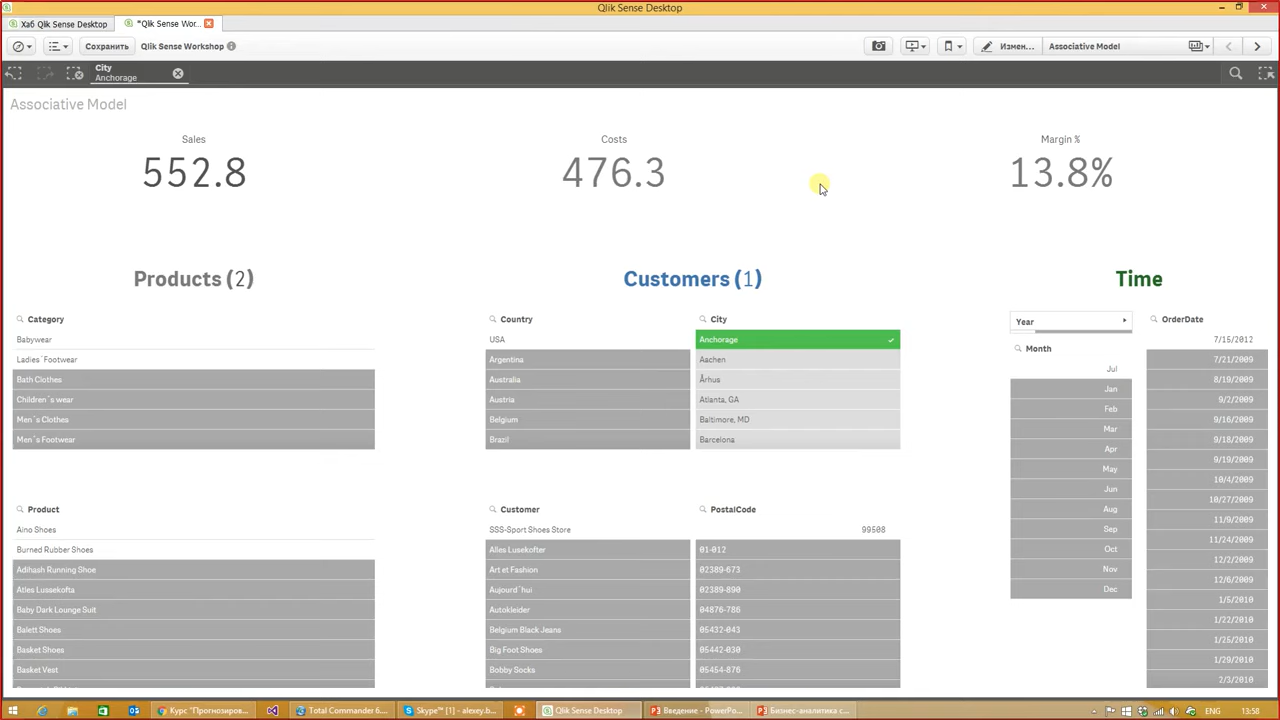 Qlik Sense Desktop
Хаб Qlik Sense Desktop
*Qlik Sense Wor...
Сохранить
Qlik Sense Workshop
Измен...
Associative Model
City
Anchorage
Associative Model
Sales
Costs
Margin %
552.8
476.3
13.8%
Products (2)
Customers (1)
Time
Category
Babywear
Ladies´Footwear
Bath Clothes
Children´s wear
Men´s Clothes
Men´s Footwear
Country
USA
Argentina
Australia
Austria
Belgium
Brazil
City
Anchorage
Aachen
Århus
Atlanta, GA
Baltimore, MD
Barcelona
Year
Month
Jul
Jan
Feb
Mar
Apr
May
Jun
Aug
Sep
Oct
Nov
Dec
OrderDate
7/15/2012
7/21/2009
8/19/2009
9/2/2009
9/16/2009
9/18/2009
9/19/2009
10/4/2009
10/27/2009
11/9/2009
11/24/2009
12/2/2009
12/6/2009
1/5/2010
1/22/2010
1/25/2010
1/29/2010
2/3/2010
Product
Aino Shoes
Burned Rubber Shoes
Adihash Running Shoe
Atles Lussekofta
Baby Dark Lounge Suit
Balett Shoes
Basket Shoes
Basket Vest
Customer
SSS-Sport Shoes Store
Alles Lusekofter
Art et Fashion
Aujourd´hui
Autokleider
Belgium Black Jeans
Big Foot Shoes
Bobby Socks
PostalCode
99508
01-012
02389-673
02389-890
04876-786
05432-043
05442-030
05454-876
Курс "Прогнозиров...
Total Commander 6....
Skype™ [1] - alexey.b...
Qlik Sense Desktop
Введение - PowerPo...
Бизнес-аналитика с...
ENG
13:58